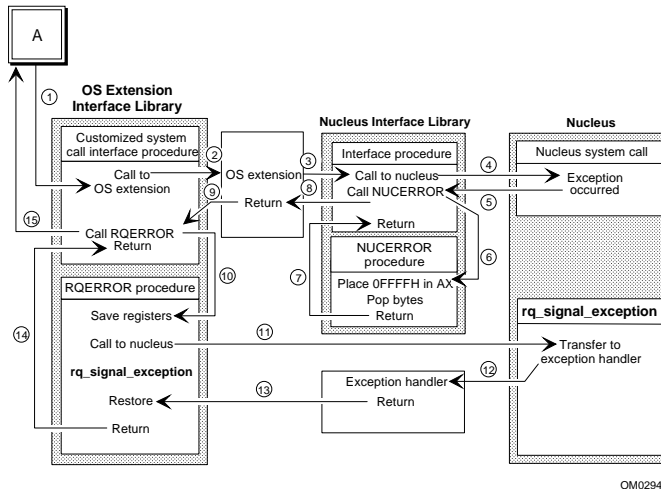 A
1
OS Extension
Interface Library
Customized system
call interface procedure
Call to
OS extension
Call RQERROR
Return
15
RQERROR procedure
Save registers
Call to nucleus
rq_signal_exception
Restore
Return
14
2
OS extension
9
Return
10
3
8
Nucleus Interface Library
Interface procedure
Call to nucleus
Call NUCERROR
Return
NUCERROR
procedure
Place 0FFFFH in AX
Pop bytes
Return
7
6
4
5
Nucleus
Nucleus system call
Exception
occurred
rq_signal_exception
11
Transfer to
exception handler
12
Exception handler
Return
13
OM0294